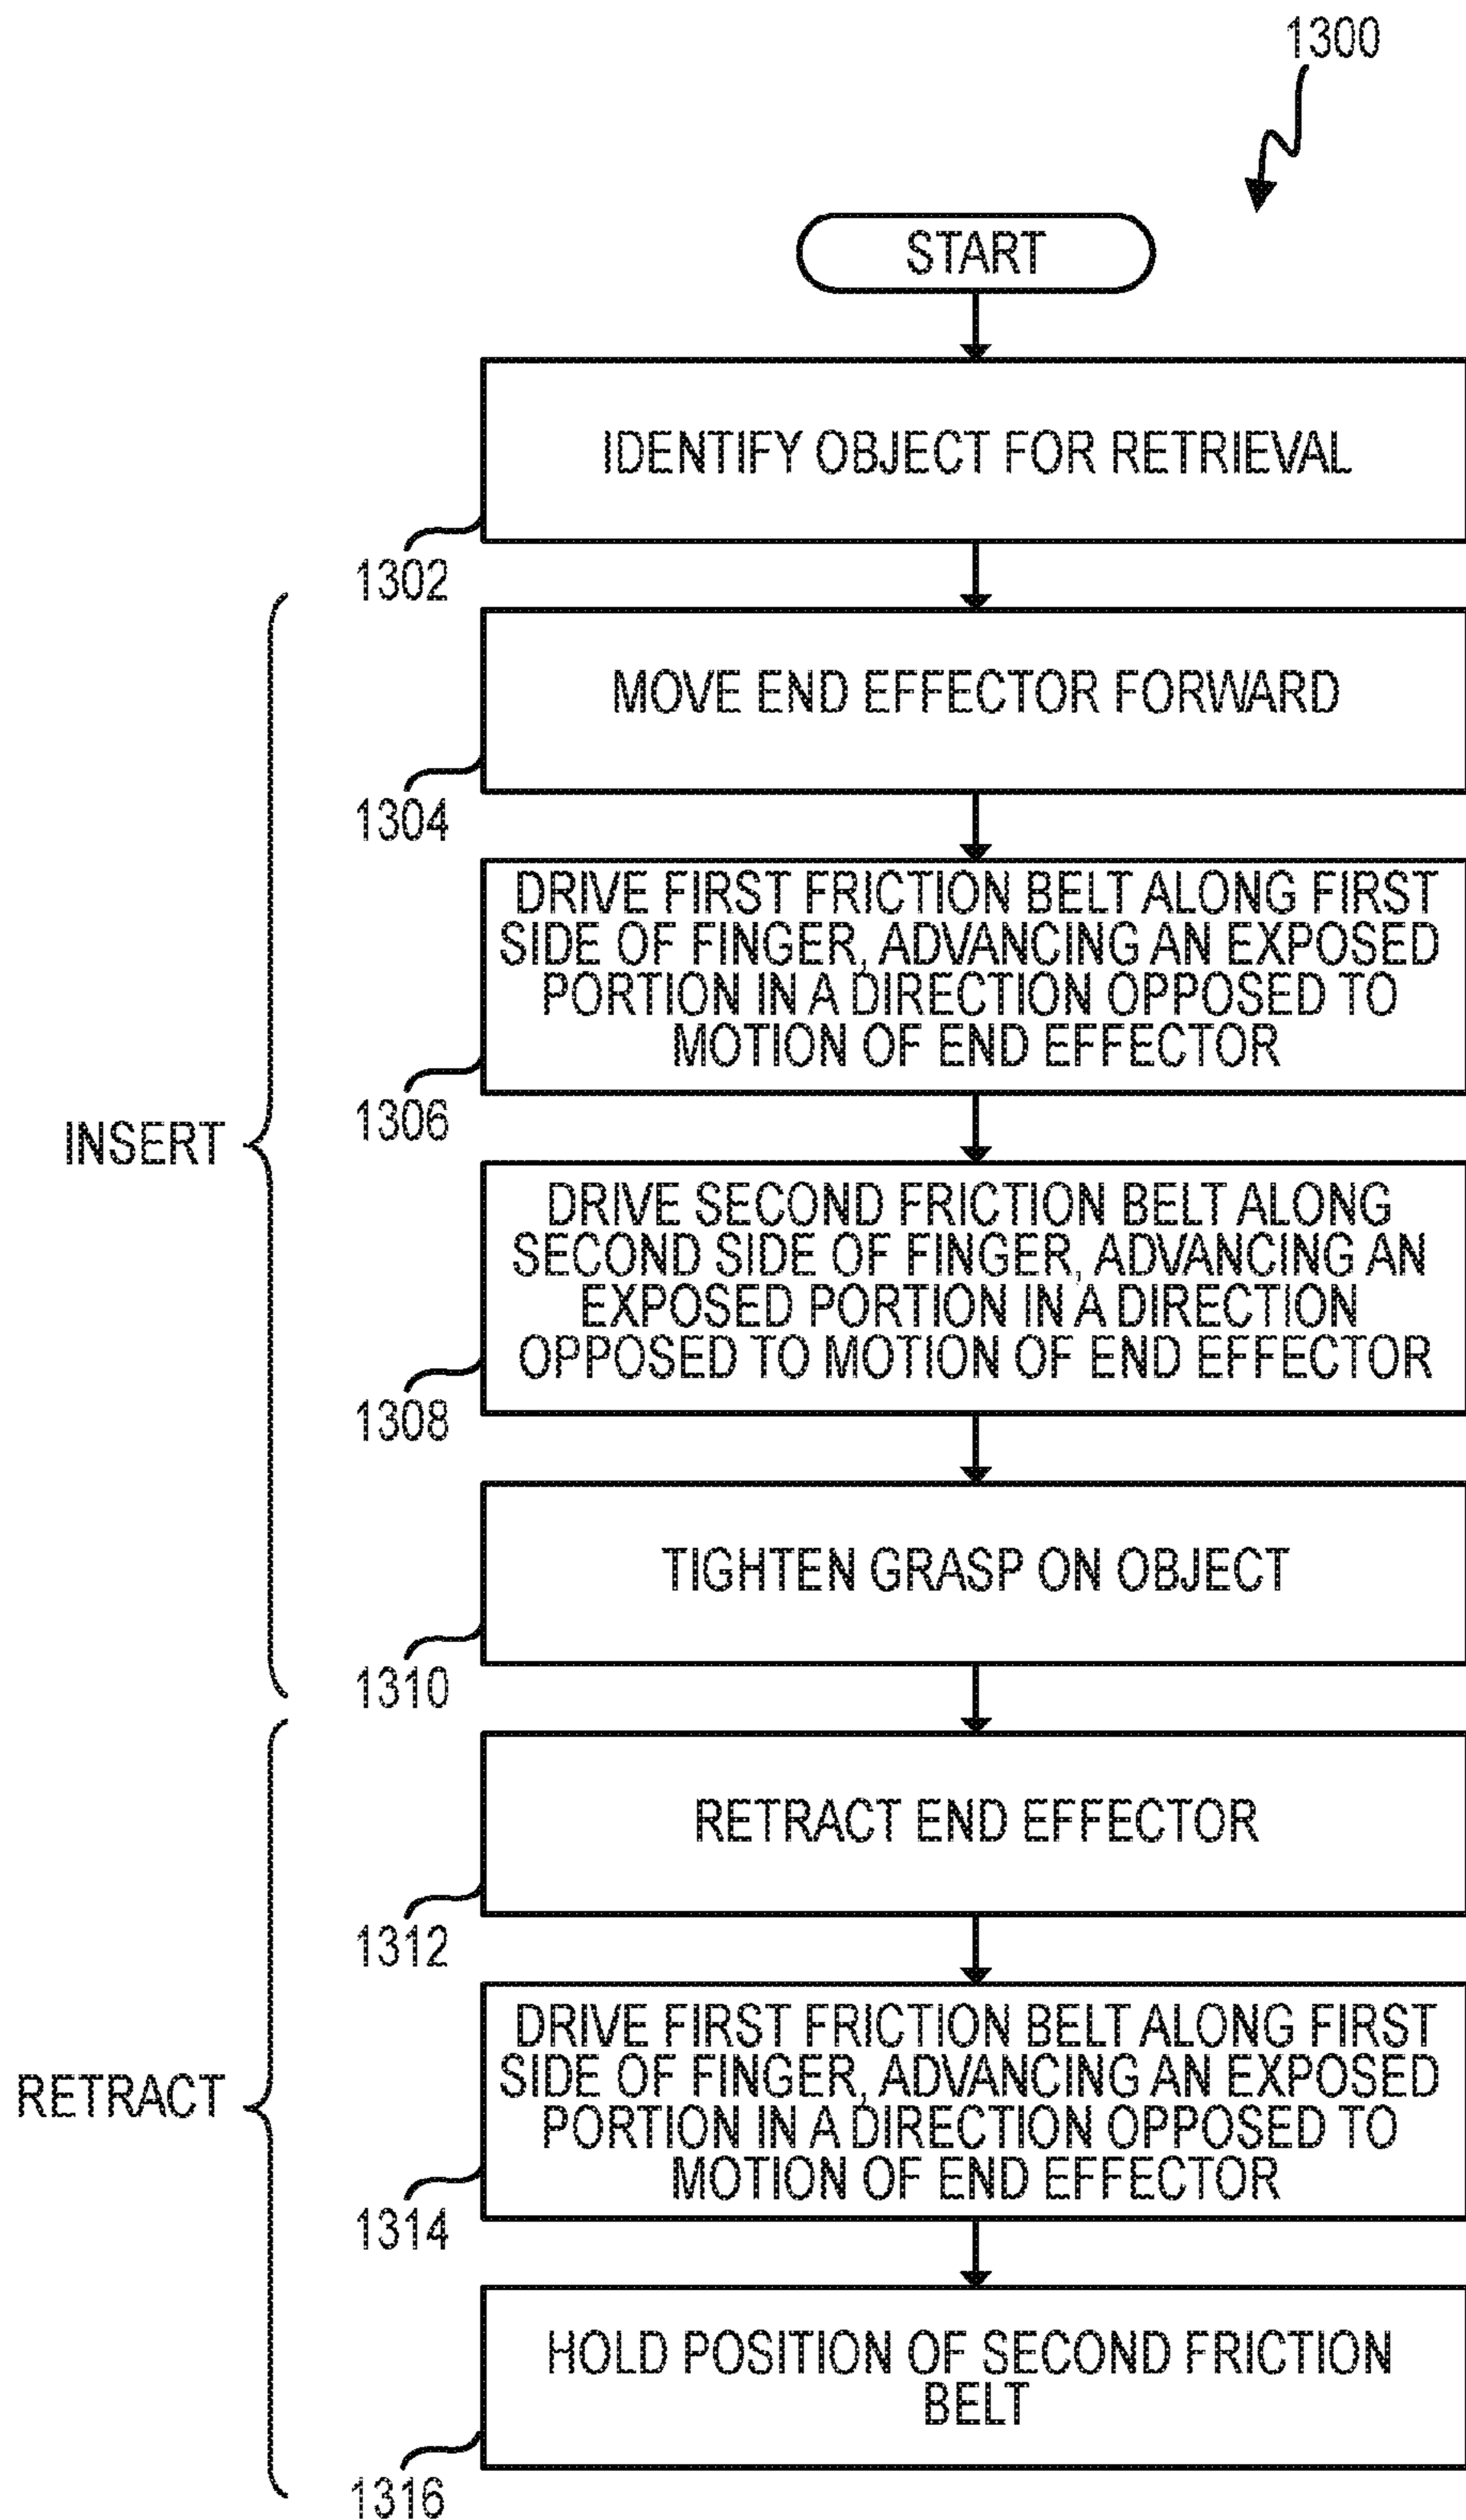 1300
START
IDENTIFY OBJECT FOR RETRIEVAL
1302
MOVE END EFFECTOR FORWARD
1304
DRIVE FIRST FRICTION BELT ALONG FIRST
SIDE OF FINGER, ADVANCING AN EXPOSED
PORTION IN A DIRECTION OPPOSED TO
MOTION OF END EFFECTOR
1306
INSERT
DRIVE SECOND FRICTION BELT ALONG
SECOND SIDE OF FINGER, ADVANCING AN
EXPOSED PORTION IN A DIRECTION
OPPOSED TO MOTION OF END EFFECTOR
1308
TIGHTEN GRASP ON OBJECT
1310
RETRACT END EFFECTOR
1312
DRIVE FIRST FRICTION BELT ALONG FIRST
SIDE OF FINGER, ADVANCING AN EXPOSED
PORTION IN A DIRECTION OPPOSED TO
MOTION OF END EFFECTOR
RETRACT
1314
HOLD POSITION OF SECOND FRICTION
BELT
1316